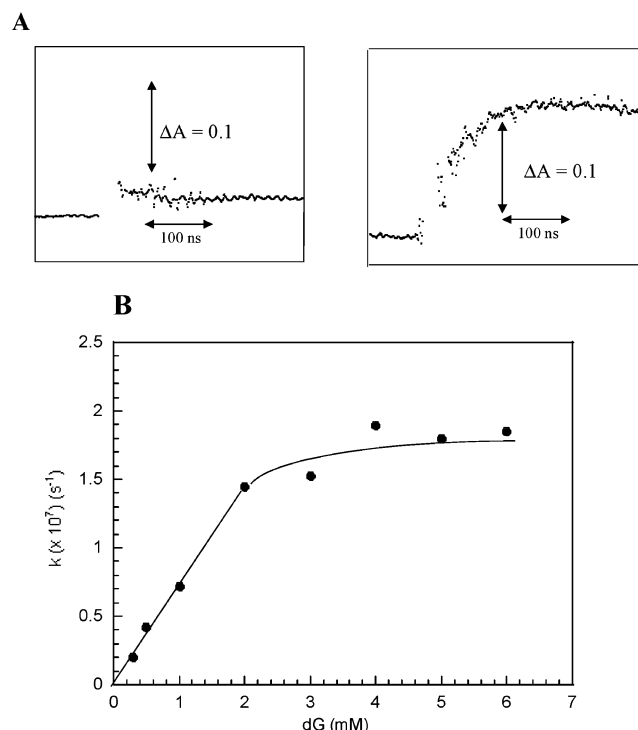 A
ΔA = 0.1
100 ns
ΔA = 0.1
100 ns
B
2.5
2
1.5
1
0.5
0
k (x 10⁷) (s⁻¹)
0 1 2 3 4 5 6 7
dG (mM)